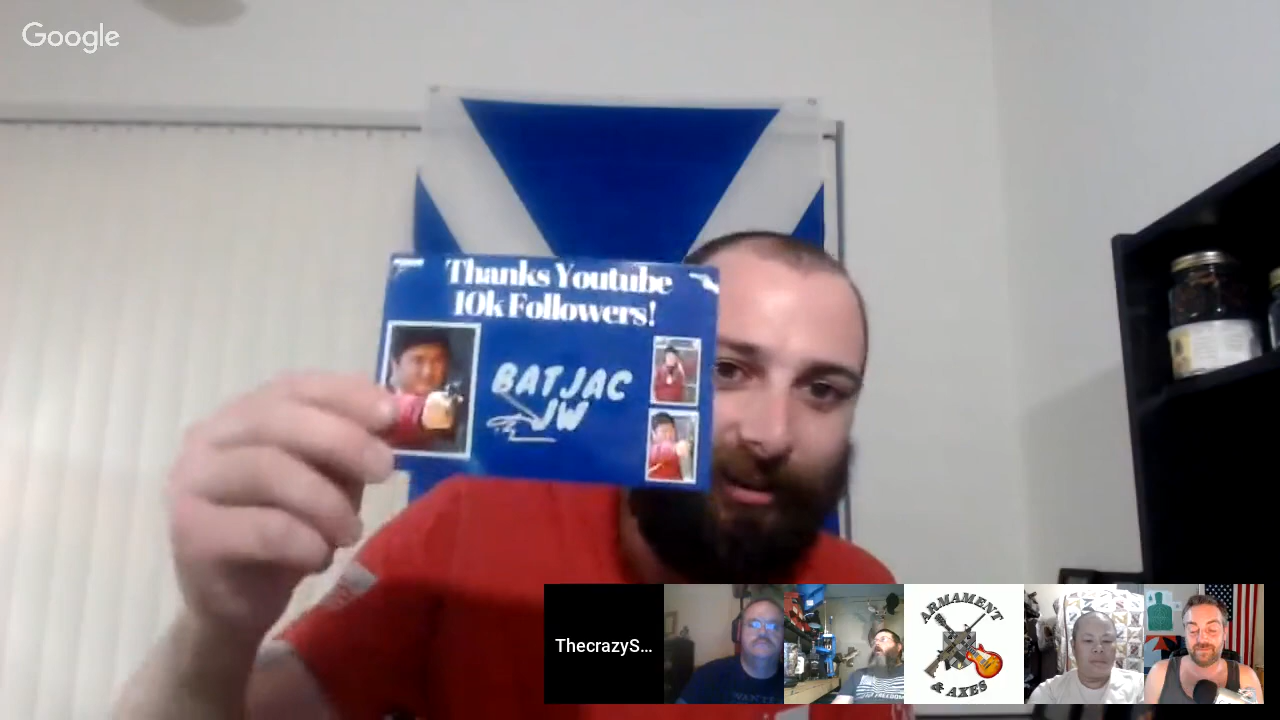 Google
Thanks Youtube
10k Followers!
BATJAC
JW
ThecrazyS...
ARMAMENT
& AXES